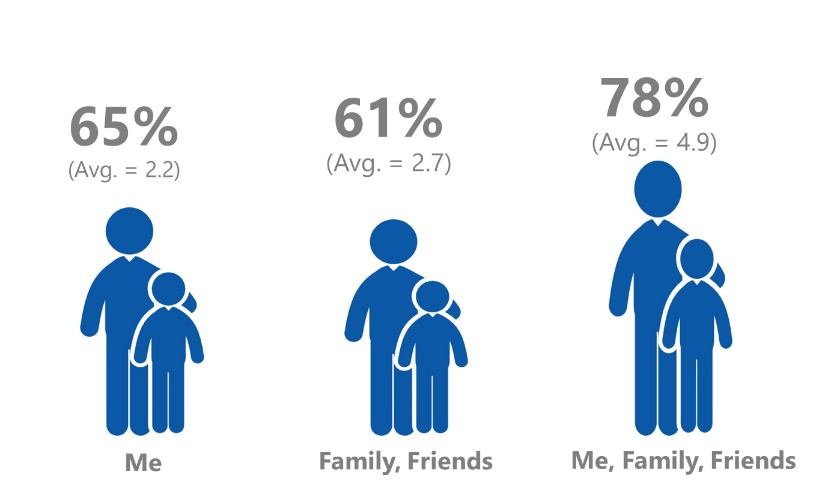 65%
(Avg. = 2.2)
Me
61%
(Avg. = 2.7)
Family, Friends
78%
(Avg. = 4.9)
Me, Family, Friends